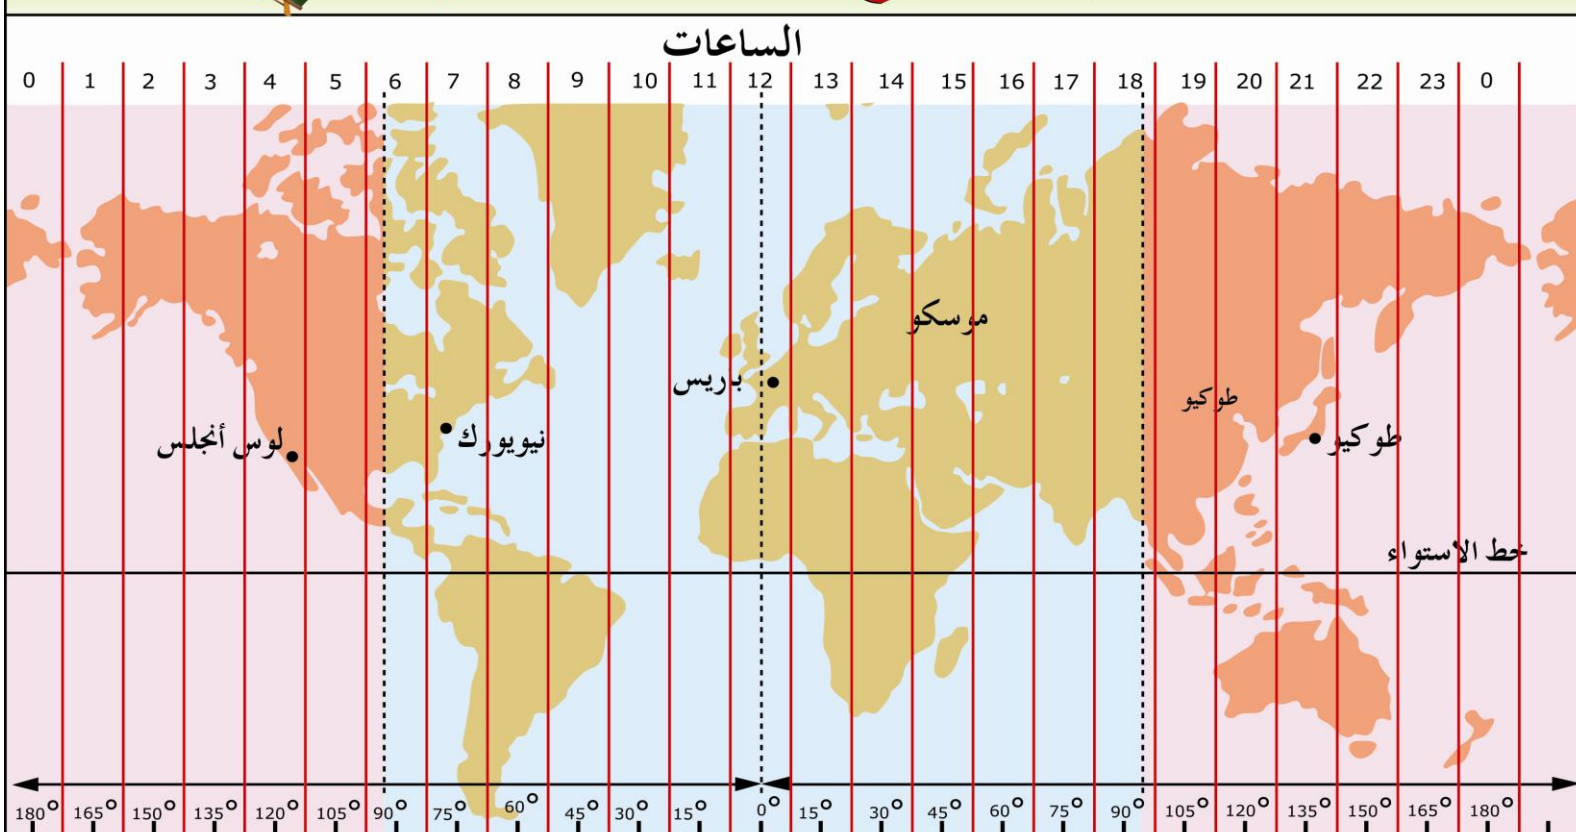 الساعات
0 1 2 3 4 5 6 7 8 9 10 11 12 13 14 15 16 17 18 19 20 21 22 23 0
موسكو
باريس
طوكيو
لوس أنجلس
نيويورك
طوكيو
خط الاستواء
180° 165° 150° 135° 120° 105° 90° 75° 60° 45° 30° 15° 0° 15° 30° 45° 60° 75° 90° 105° 120° 135° 150° 165° 180°